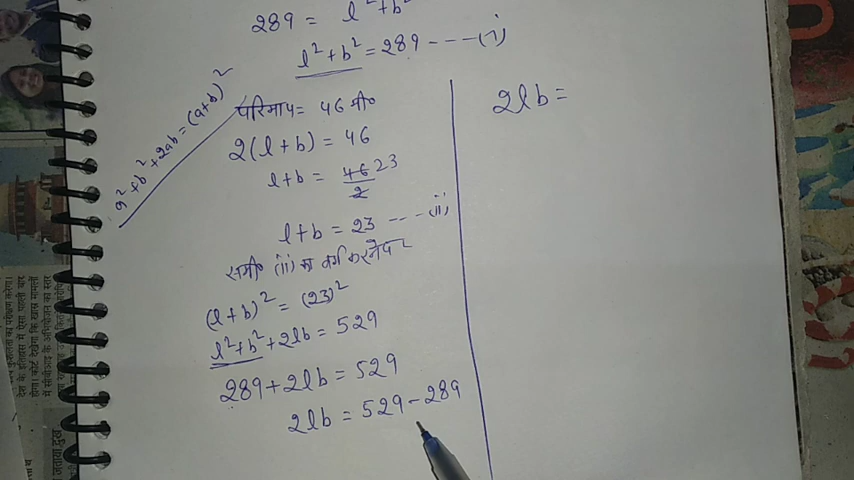 289 = l²+b²
l²+b² = 289 ---(i)
a²+b²+2ab=(a+b)²
परिमाप = 46 मी०
2(l+b) = 46
l+b = 46/2 23
l+b = 23 ---(ii)
समी० (ii) का वर्ग करने पर
(l+b)² = (23)²
l²+b²+2lb = 529
289+2lb = 529
2lb = 529-289
2lb =